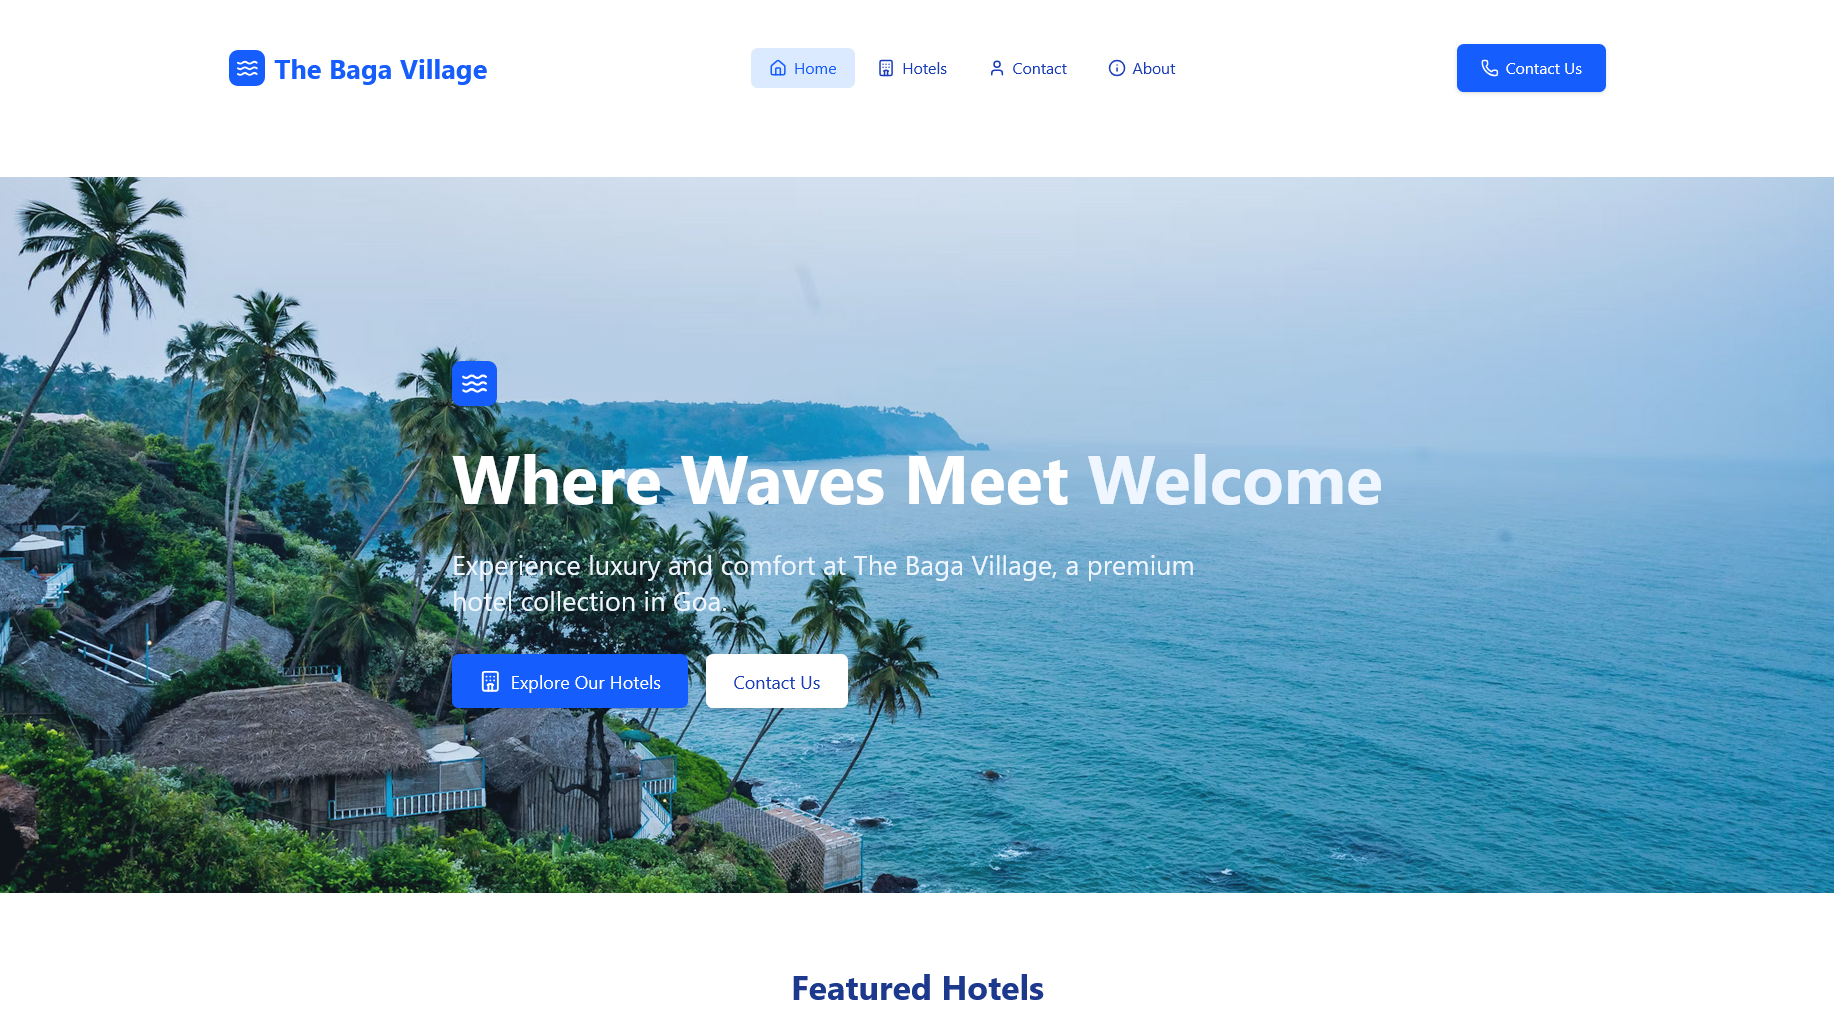 The Baga Village
Home
Hotels
Contact
About
Contact Us
Where Waves Meet Welcome
Experience luxury and comfort at The Baga Village, a premium
hotel collection in Goa.
Explore Our Hotels
Contact Us
Featured Hotels